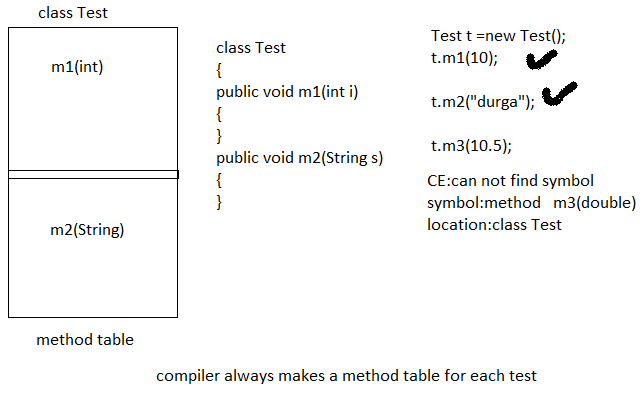 class Test
m1(int)
m2(String)
method table
class Test
{
public void m1(int i)
{
}
public void m2(String s)
{
}
Test t =new Test();
t.m1(10);
t.m2("durga");
t.m3(10.5);
CE:can not find symbol
symbol:method m3(double)
location:class Test
compiler always makes a method table for each test